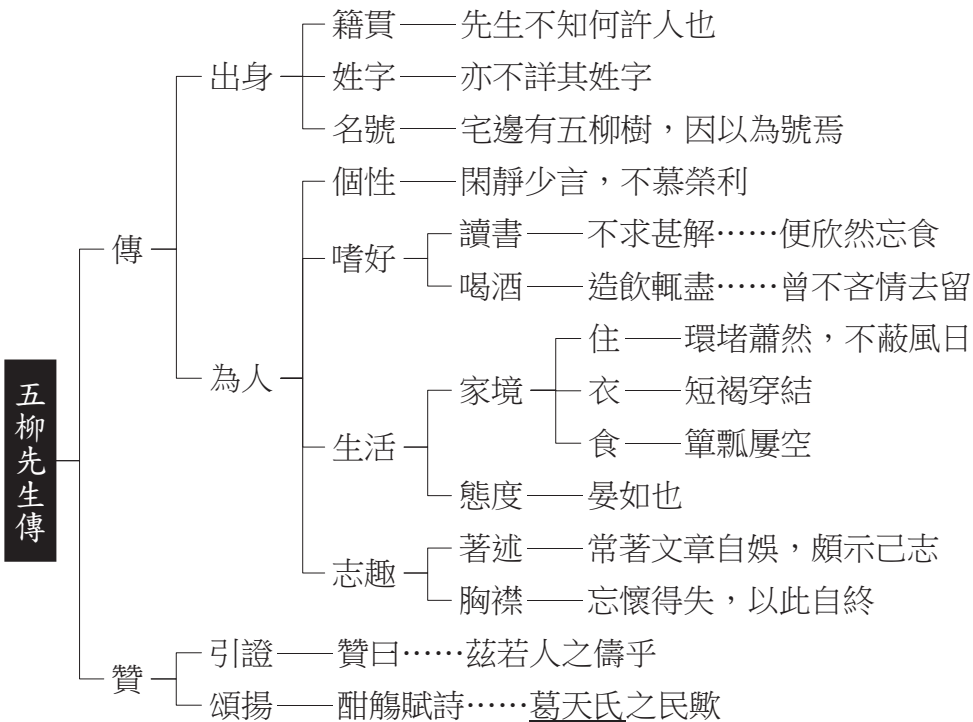 籍貫 先生不知何許人也
出身 姓字 亦不詳其姓字
名號 宅邊有五柳樹，因以為號焉
個性 閑靜少言，不慕榮利
傳 讀書 不求甚解……便欣然忘食
嗜好
喝酒 造飲輒盡……曾不吝情去留
住 環堵蕭然，不蔽風日
為人 家境 衣 短褐穿結
五柳先生傳
生活 食 簞瓢屢空
態度 晏如也
著述 常著文章自娛，頗示己志
志趣
胸襟 忘懷得失，以此自終
引證 贊曰……茲若人之儔乎
贊
頌揚 酣觴賦詩……葛天氏之民歟